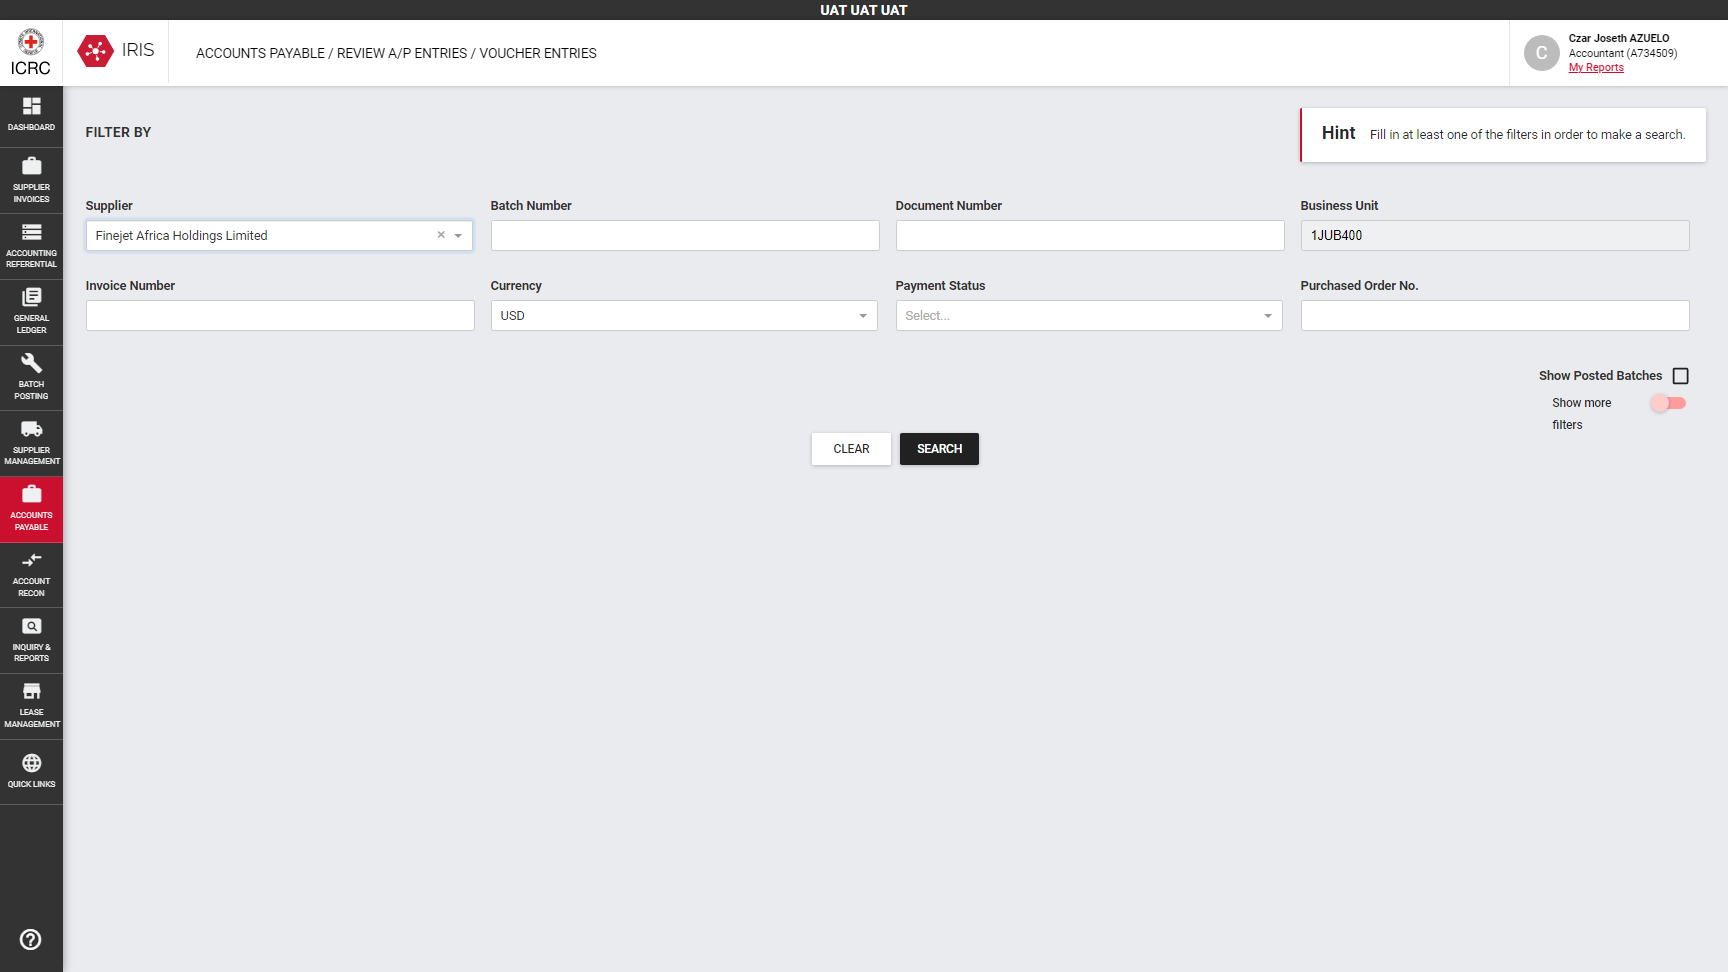 UAT UAT UAT
ICRC
IRIS
ACCOUNTS PAYABLE / REVIEW A/P ENTRIES / VOUCHER ENTRIES
C
Czar Joseth AZUELO
Accountant (A734509)
My Reports
DASHBOARD
SUPPLIER
INVOICES
ACCOUNTING
REFERENTIAL
GENERAL
LEDGER
BATCH
POSTING
SUPPLIER
MANAGEMENT
ACCOUNTS
PAYABLE
ACCOUNT
RECON
INQUIRY &
REPORTS
LEASE
MANAGEMENT
QUICK LINKS
FILTER BY
Hint Fill in at least one of the filters in order to make a search.
Supplier
Finejet Africa Holdings Limited
Batch Number
Document Number
Business Unit
1JUB400
Invoice Number
Currency
USD
Payment Status
Select...
Purchased Order No.
Show Posted Batches
Show more
filters
CLEAR
SEARCH